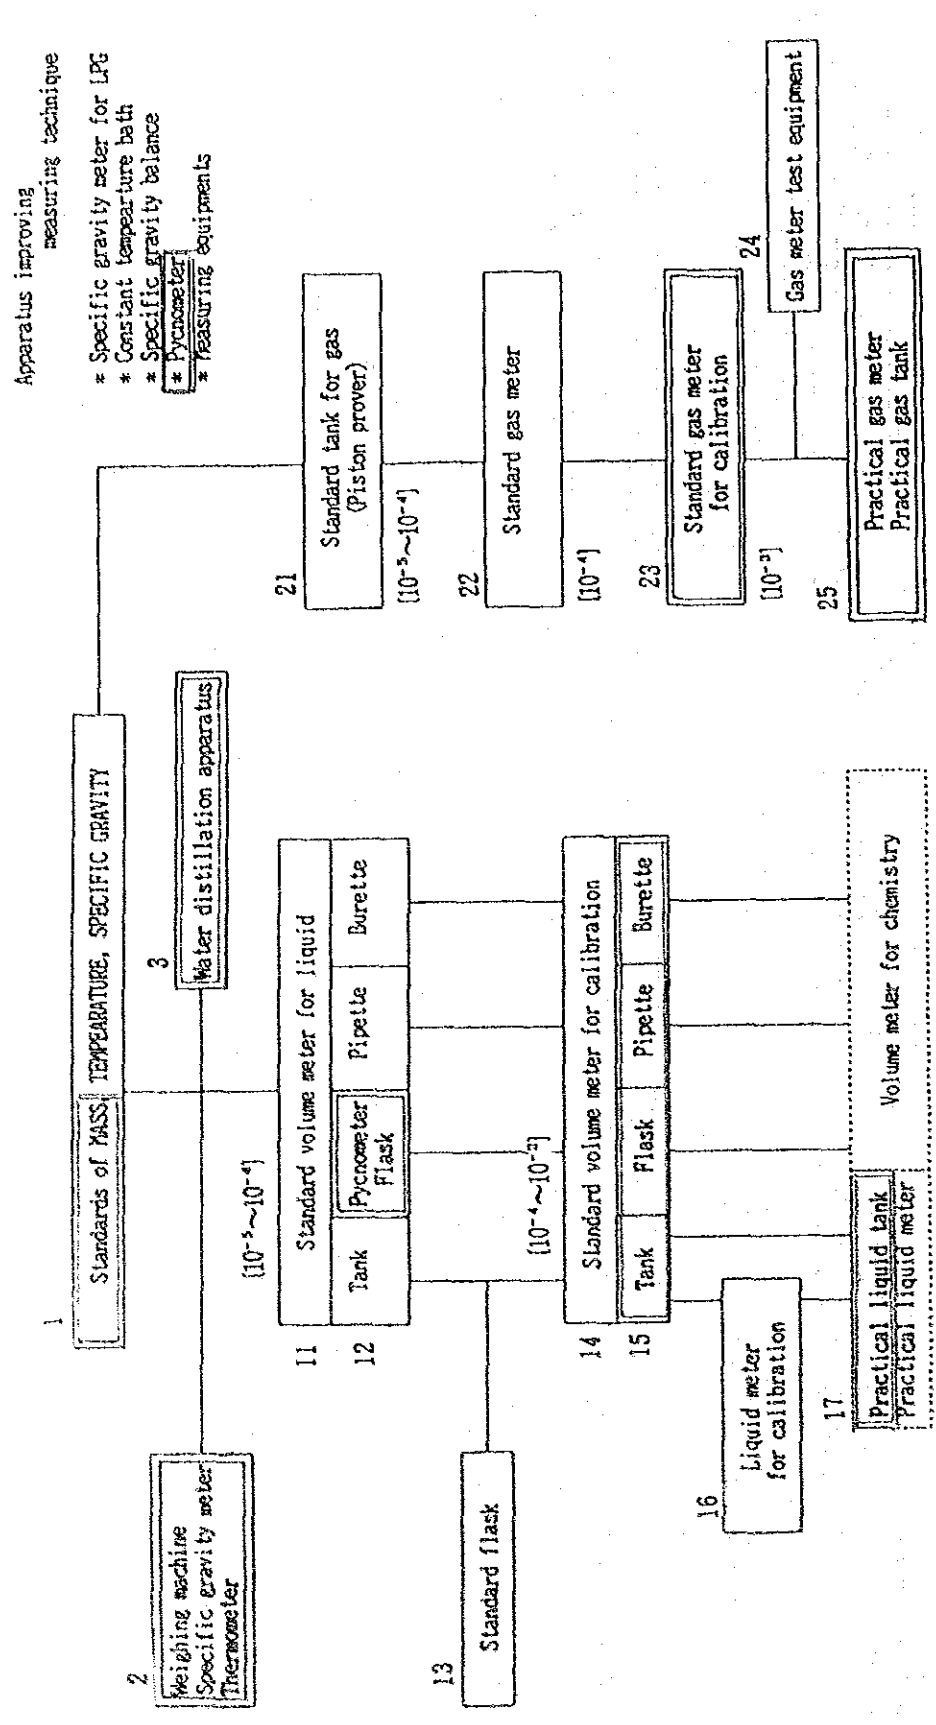 Apparatus improving
measuring technique
* Specific gravity meter for LPG
* Constant tempearture bath
* Specific gravity balance
* Pycnometer
* measuring equipments
1
Standards of MASS, TEMPEARATURE, SPECIFIC GRAVITY
2
Weighing machine
Specific gravity meter
Thermometer
3
Water distillation apparatus
[10⁻⁵~10⁻⁴]
11
Standard volume meter for liquid
12
Tank
Pycnometer
Flask
Pipette
Burette
13
Standard flask
[10⁻⁴~10⁻³]
14
Standard volume meter for calibration
15
Tank
Flask
Pipette
Burette
16
Liquid meter
for calibration
17
Practical liquid tank
Practical liquid meter
Volume meter for chemistry
21
Standard tank for gas
(Piston prover)
[10⁻⁵~10⁻⁴]
22
Standard gas meter
[10⁻⁴]
23
Standard gas meter
for calibration
[10⁻³]
24
Gas meter test equipment
25
Practical gas meter
Practical gas tank